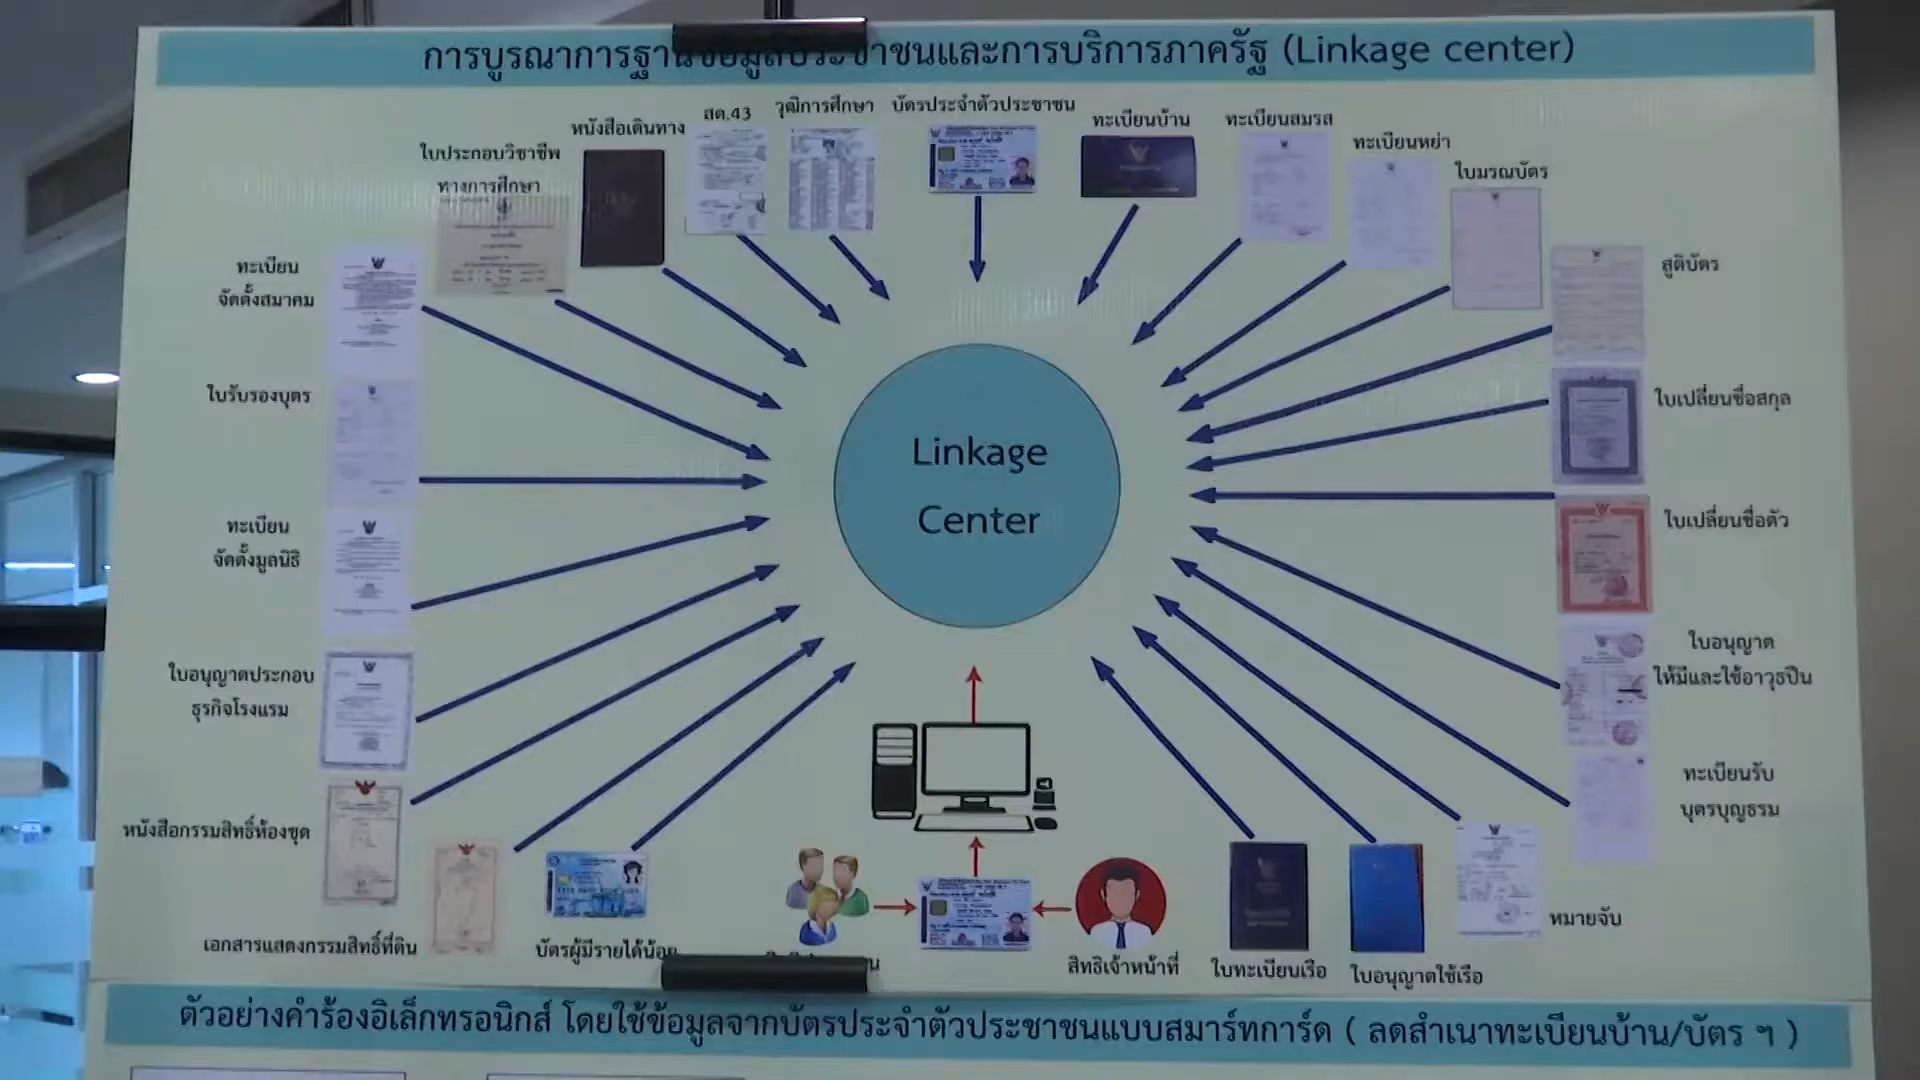 การบูรณาการฐานข้อมูลประชาชนและการบริการภาครัฐ (Linkage center)
ใบประกอบวิชาชีพ
ทางการศึกษา
หนังสือเดินทาง
สด.43
วุฒิการศึกษา
บัตรประจำตัวประชาชน
ทะเบียนบ้าน
ทะเบียนสมรส
ทะเบียนหย่า
ใบมรณบัตร
ทะเบียน
จัดตั้งสมาคม
สูติบัตร
ใบรับรองบุตร
ใบเปลี่ยนชื่อสกุล
Linkage
Center
ทะเบียน
จัดตั้งมูลนิธิ
ใบเปลี่ยนชื่อตัว
ใบอนุญาตประกอบ
ธุรกิจโรงแรม
ใบอนุญาต
ให้มีและใช้อาวุธปืน
ทะเบียนรับ
บุตรบุญธรรม
หนังสือกรรมสิทธิ์ห้องชุด
หมายจับ
เอกสารแสดงกรรมสิทธิ์ที่ดิน
บัตรผู้มีรายได้น้อย
สิทธิเจ้าหน้าที่
ใบทะเบียนเรือ
ใบอนุญาตใช้เรือ
ตัวอย่างคำร้องอิเล็กทรอนิกส์ โดยใช้ข้อมูลจากบัตรประจำตัวประชาชนแบบสมาร์ทการ์ด ( ลดสำเนาทะเบียนบ้าน/บัตร ฯ )